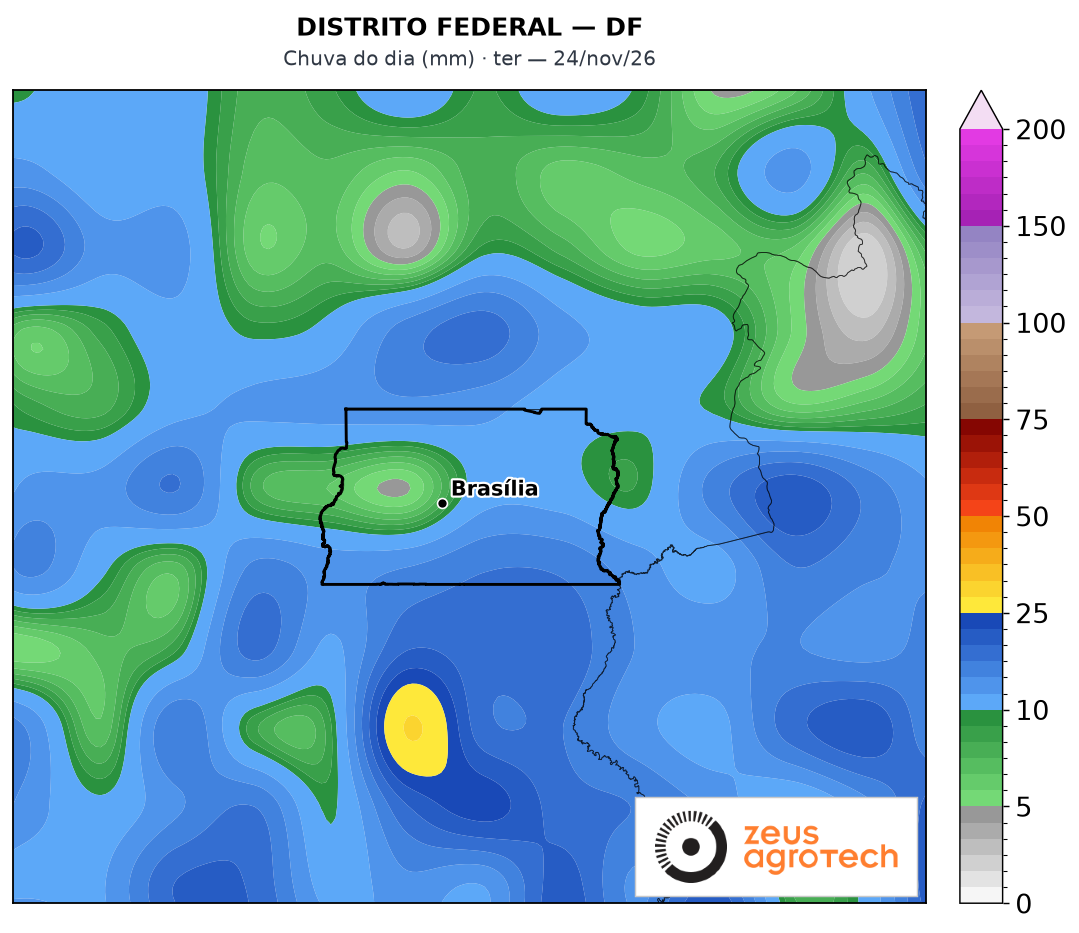 DISTRITO FEDERAL — DF
Chuva do dia (mm) · ter — 24/nov/26
200
150
100
75
50
25
10
5
0
Brasília
zeus
agrotech